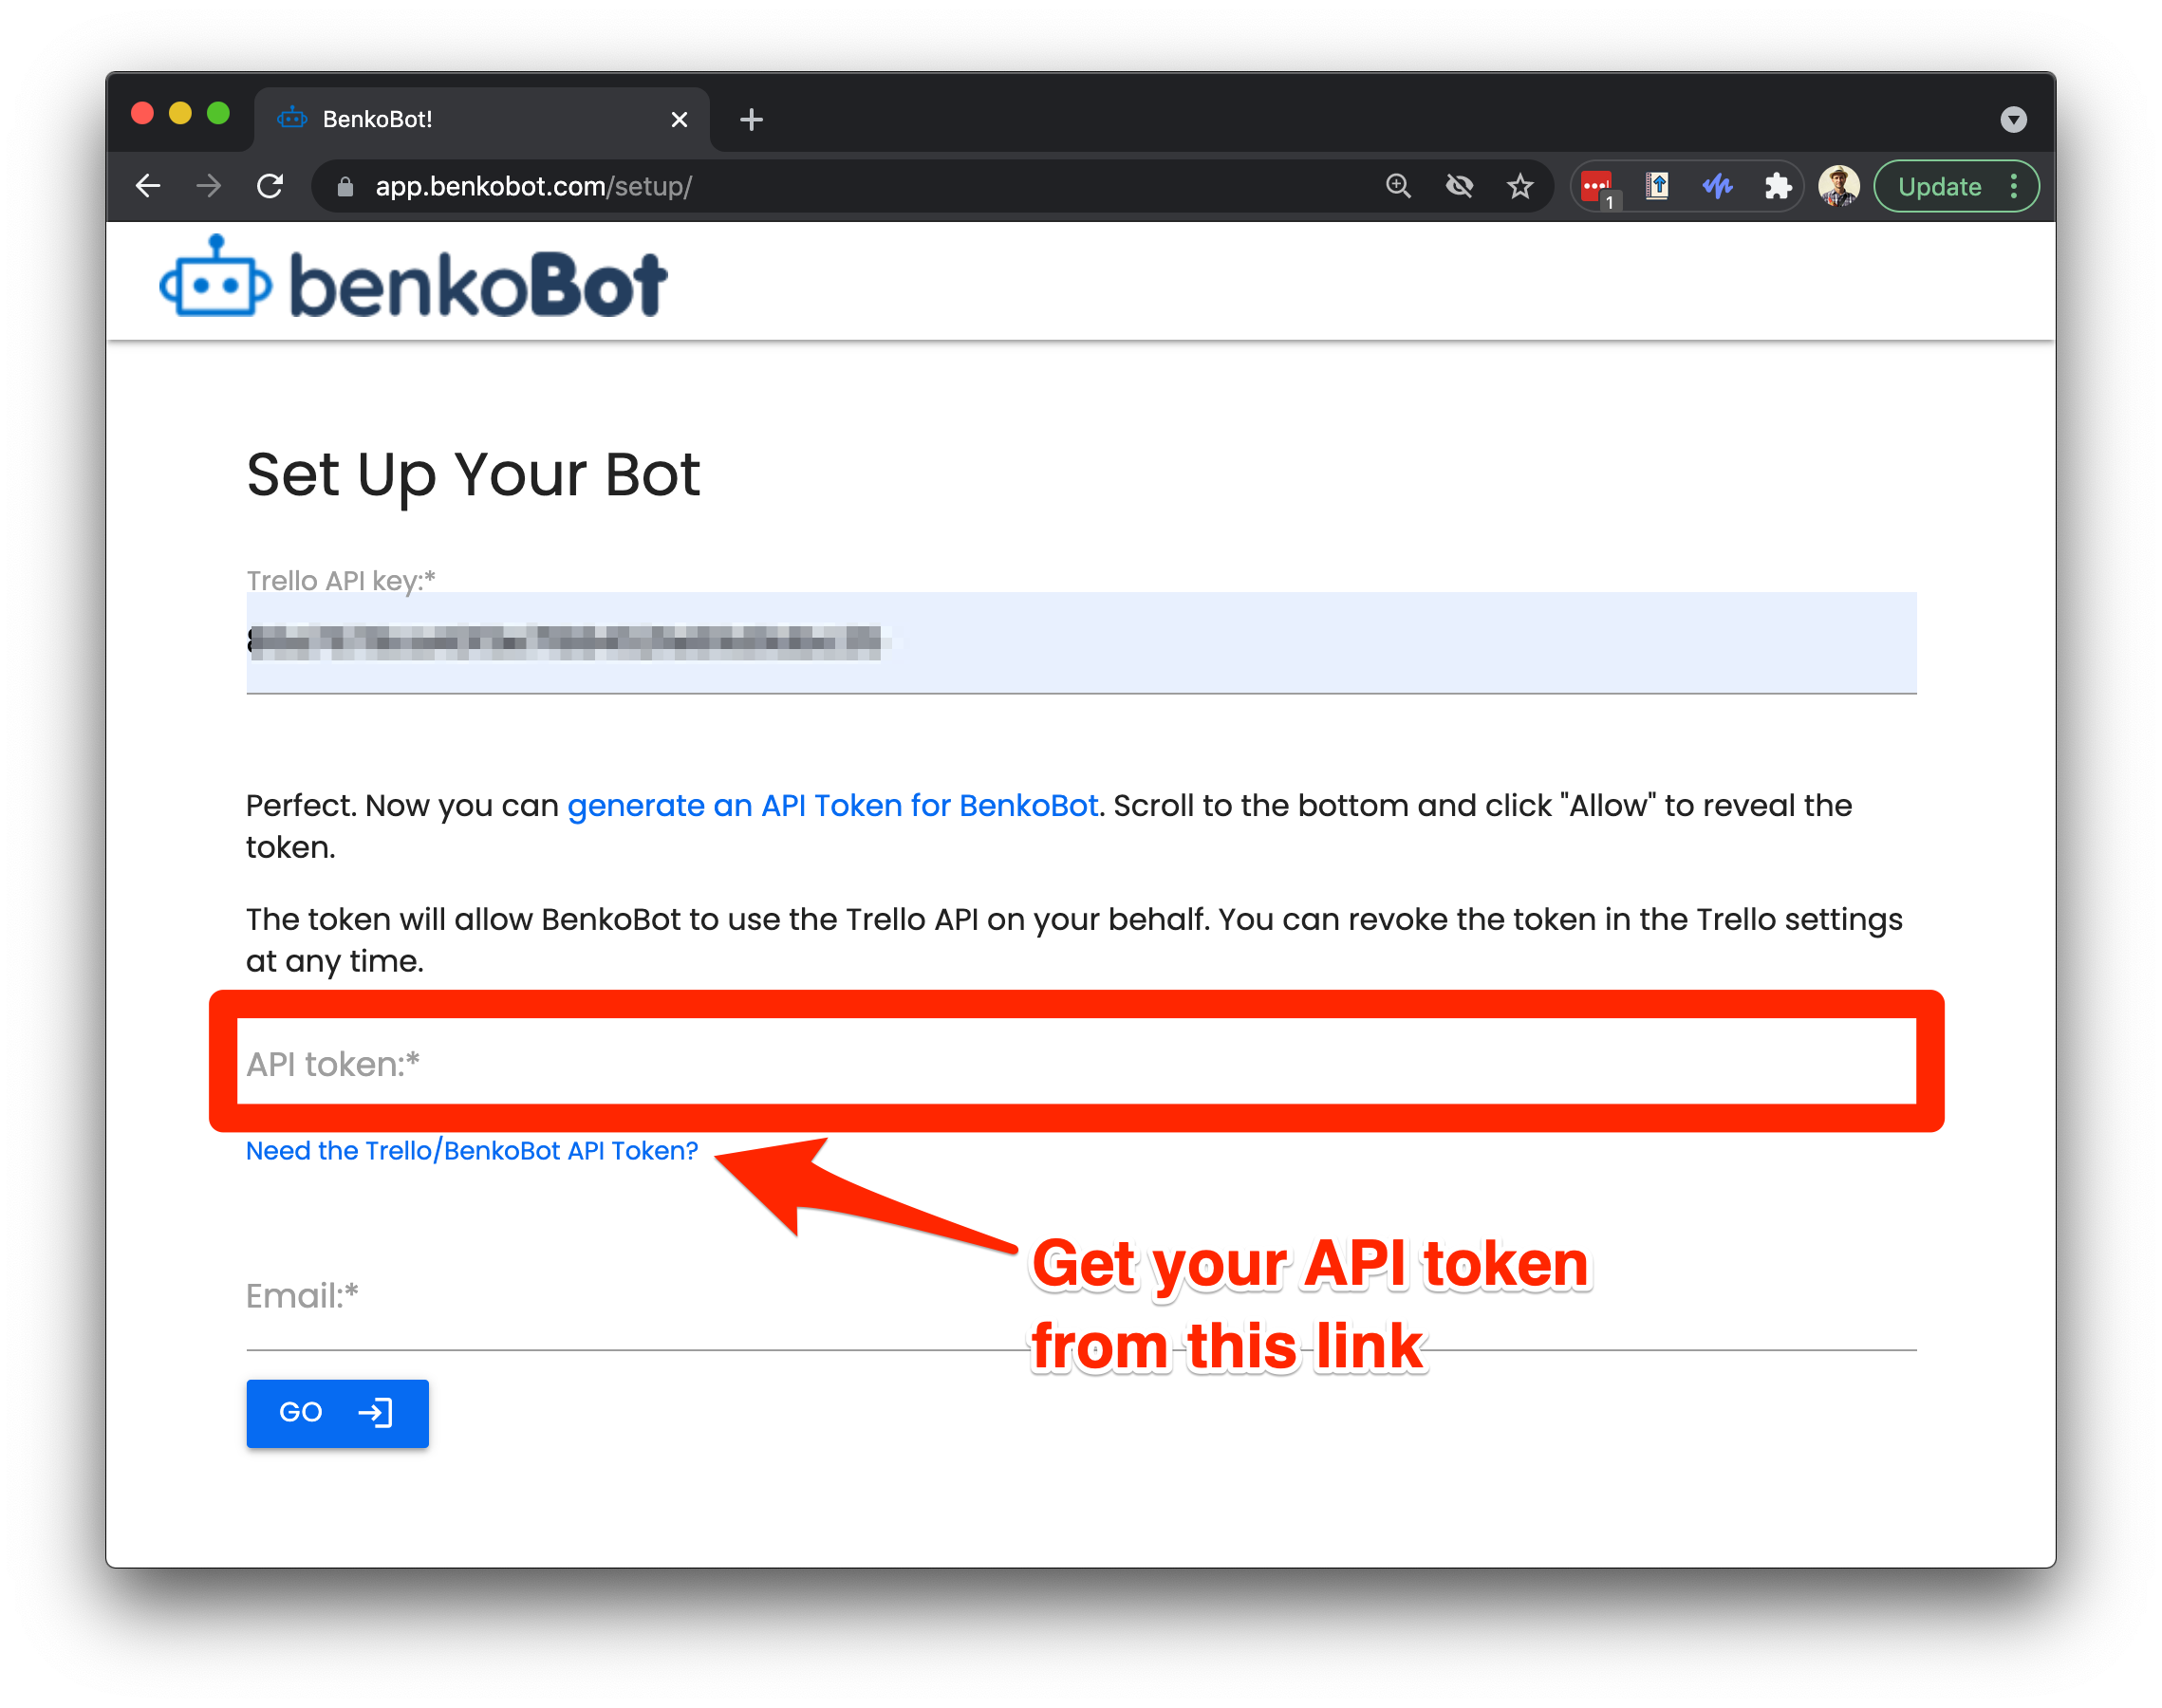 BenkoBot!
app.benkobot.com/setup/
1
Update
benkoBot
Set Up Your Bot
Trello API key:*
Perfect. Now you can generate an API Token for BenkoBot. Scroll to the bottom and click "Allow" to reveal the
token.
The token will allow BenkoBot to use the Trello API on your behalf. You can revoke the token in the Trello settings
at any time.
API token:*
Need the Trello/BenkoBot API Token?
Get your API token
from this link
Email:*
GO